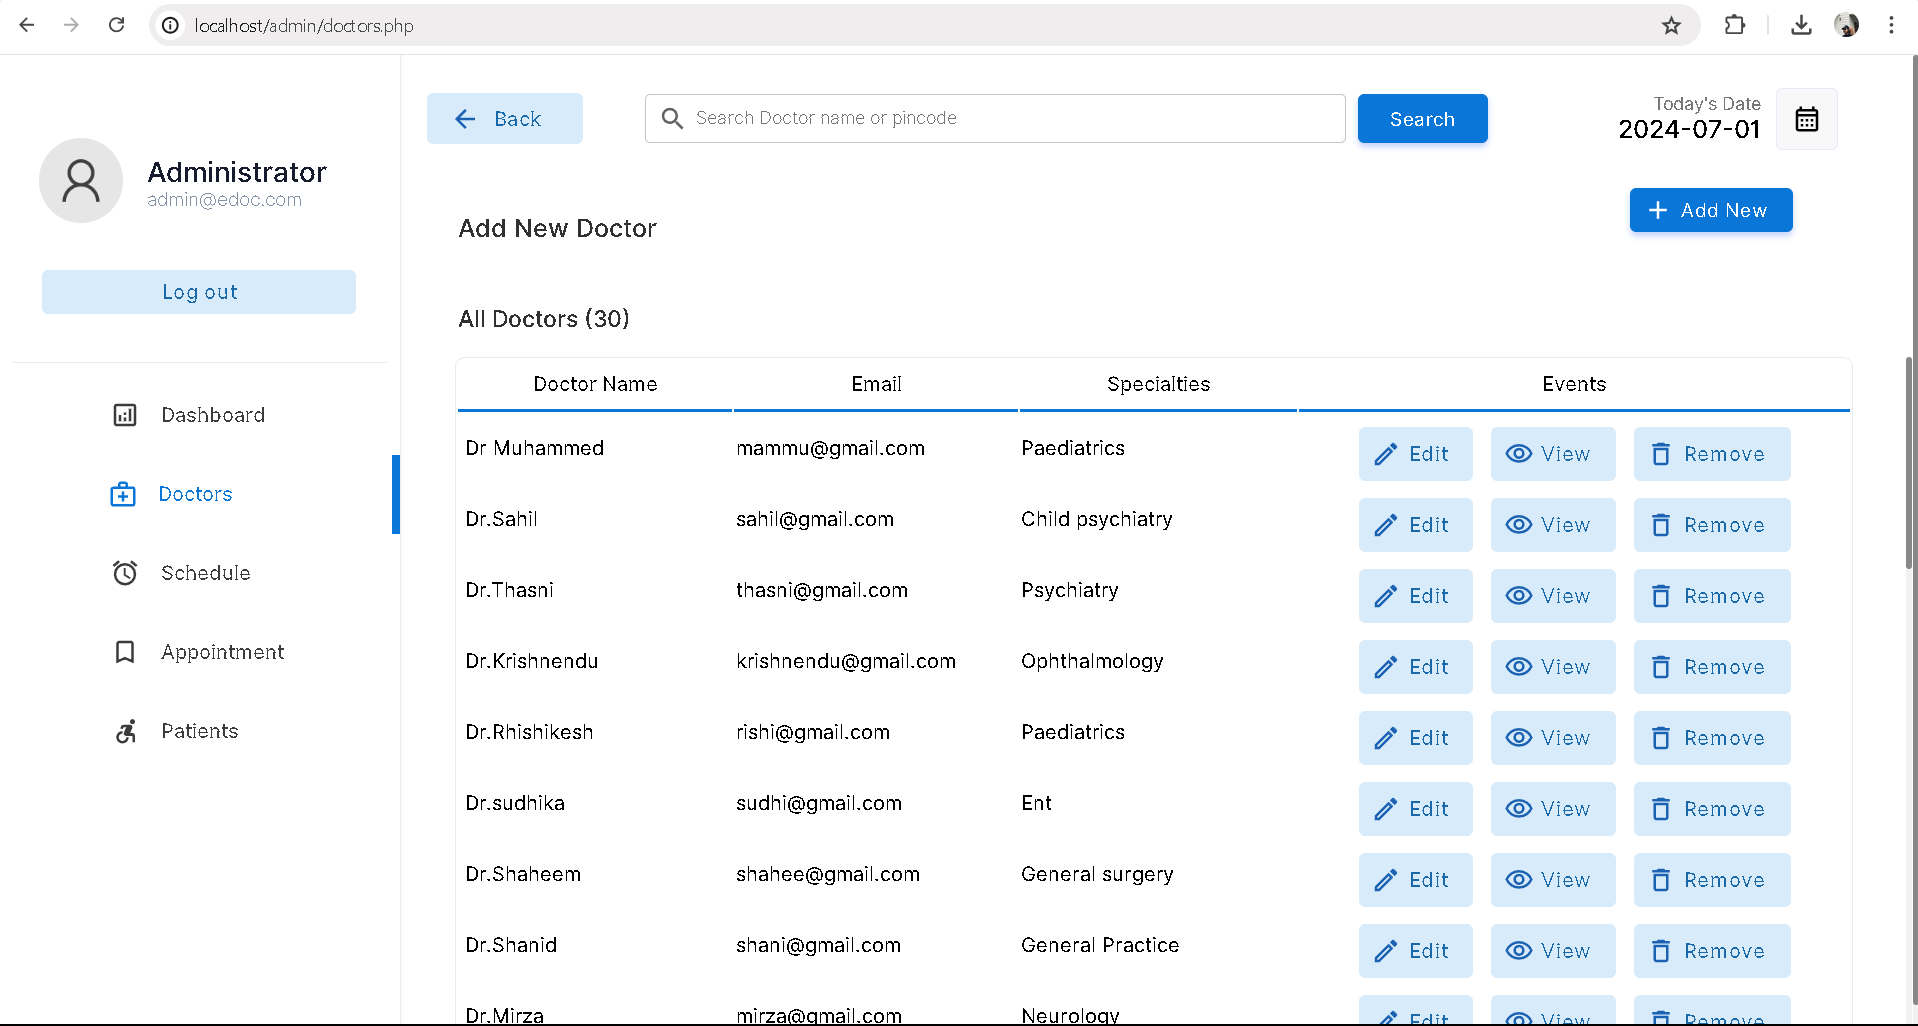 localhost/admin/doctors.php
Administrator
admin@edoc.com
Log out
Dashboard
Doctors
Schedule
Appointment
Patients
Back
Search Doctor name or pincode
Search
Today's Date
2024-07-01
Add New Doctor
Add New
All Doctors (30)
Doctor Name Email Specialties Events
Dr Muhammed mammu@gmail.com Paediatrics Edit View Remove
Dr.Sahil sahil@gmail.com Child psychiatry Edit View Remove
Dr.Thasni thasni@gmail.com Psychiatry Edit View Remove
Dr.Krishnendu krishnendu@gmail.com Ophthalmology Edit View Remove
Dr.Rhishikesh rishi@gmail.com Paediatrics Edit View Remove
Dr.sudhika sudhi@gmail.com Ent Edit View Remove
Dr.Shaheem shahee@gmail.com General surgery Edit View Remove
Dr.Shanid shani@gmail.com General Practice Edit View Remove
Dr.Mirza mirza@gmail.com Neurology Edit View Remove